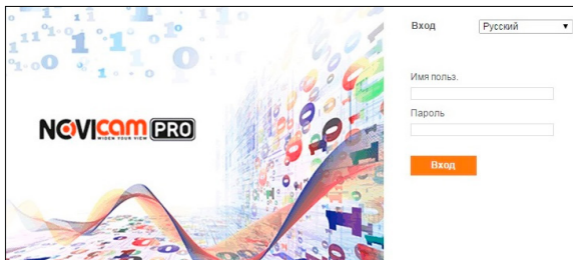 Вход
Русский
Имя польз.
Пароль
Вход
NOVICAM PRO
WIDEN YOUR VIEW